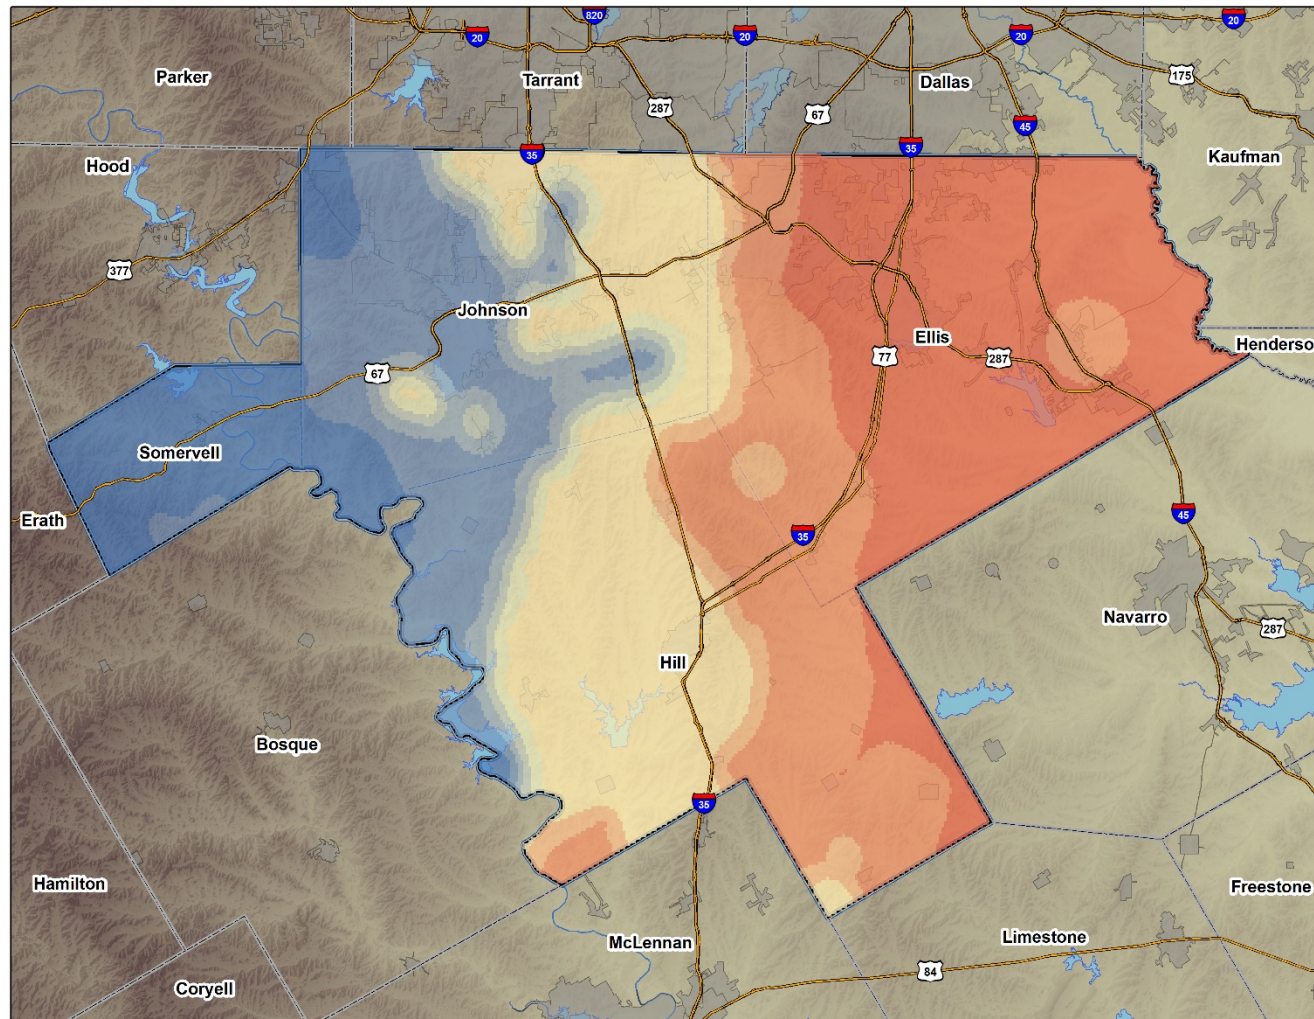 820
20
20
20
20
Parker
Tarrant
Dallas
175
287
67
45
35
35
Hood
Kaufman
377
Johnson
Ellis
Henderso
77
287
67
Somervell
Erath
45
35
Navarro
287
Hill
Bosque
35
Hamilton
Freestone
McLennan
Limestone
84
Coryell